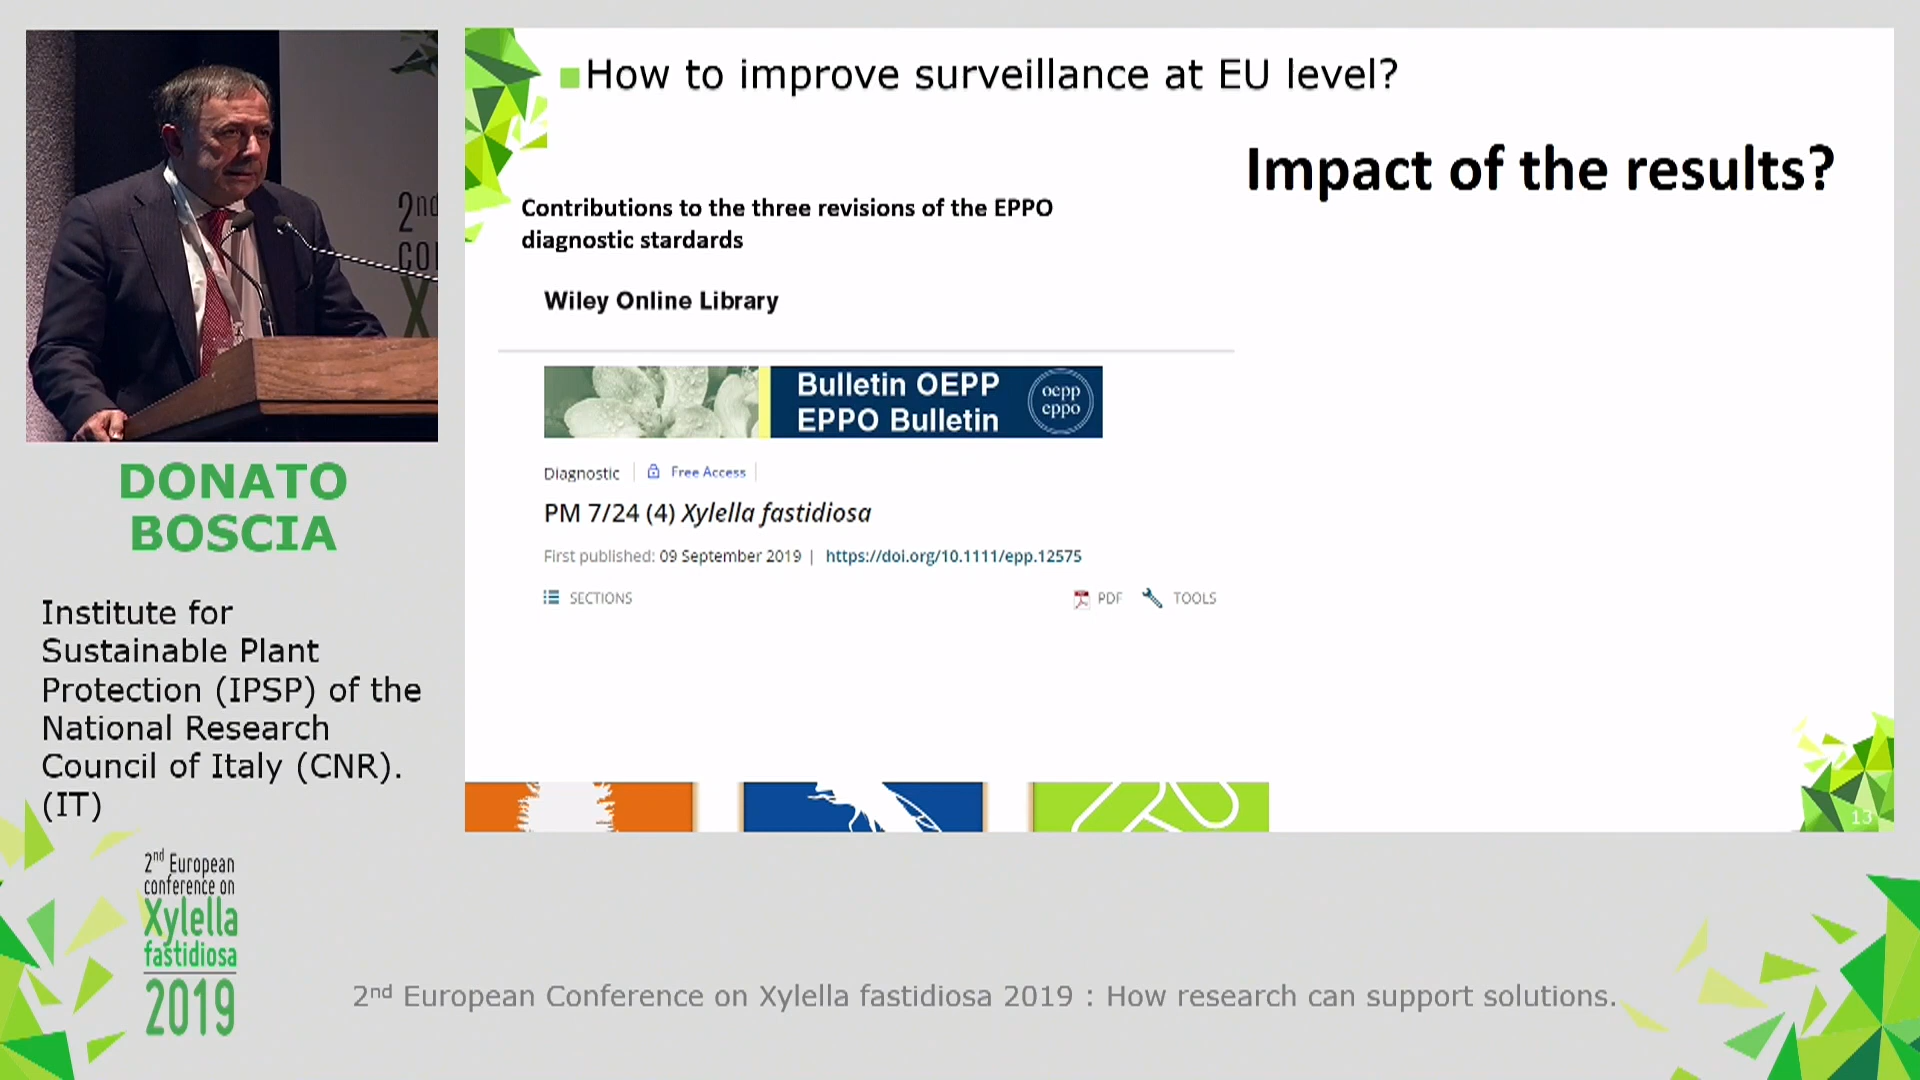 2nd
CO
X
DONATO
BOSCIA
Institute for
Sustainable Plant
Protection (IPSP) of the
National Research
Council of Italy (CNR).
(IT)
2nd European
conference on
Xylella
fastidiosa
2019
How to improve surveillance at EU level?
Impact of the results?
Contributions to the three revisions of the EPPO
diagnostic stardards
Wiley Online Library
Bulletin OEPP
EPPO Bulletin
oepp
eppo
Diagnostic | Free Access
PM 7/24 (4) Xylella fastidiosa
First published: 09 September 2019 | https://doi.org/10.1111/epp.12575
SECTIONS PDF TOOLS
13
2nd European Conference on Xylella fastidiosa 2019 : How research can support solutions.